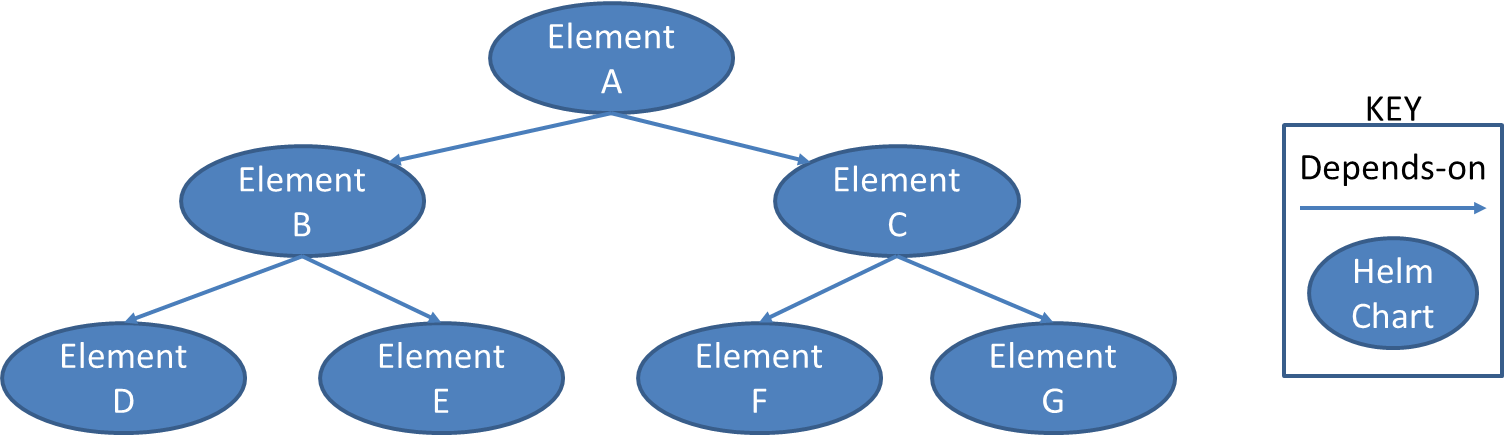 Element
A
KEY
Depends-on
Element
B
Element
C
Helm
Chart
Element
D
Element
E
Element
F
Element
G